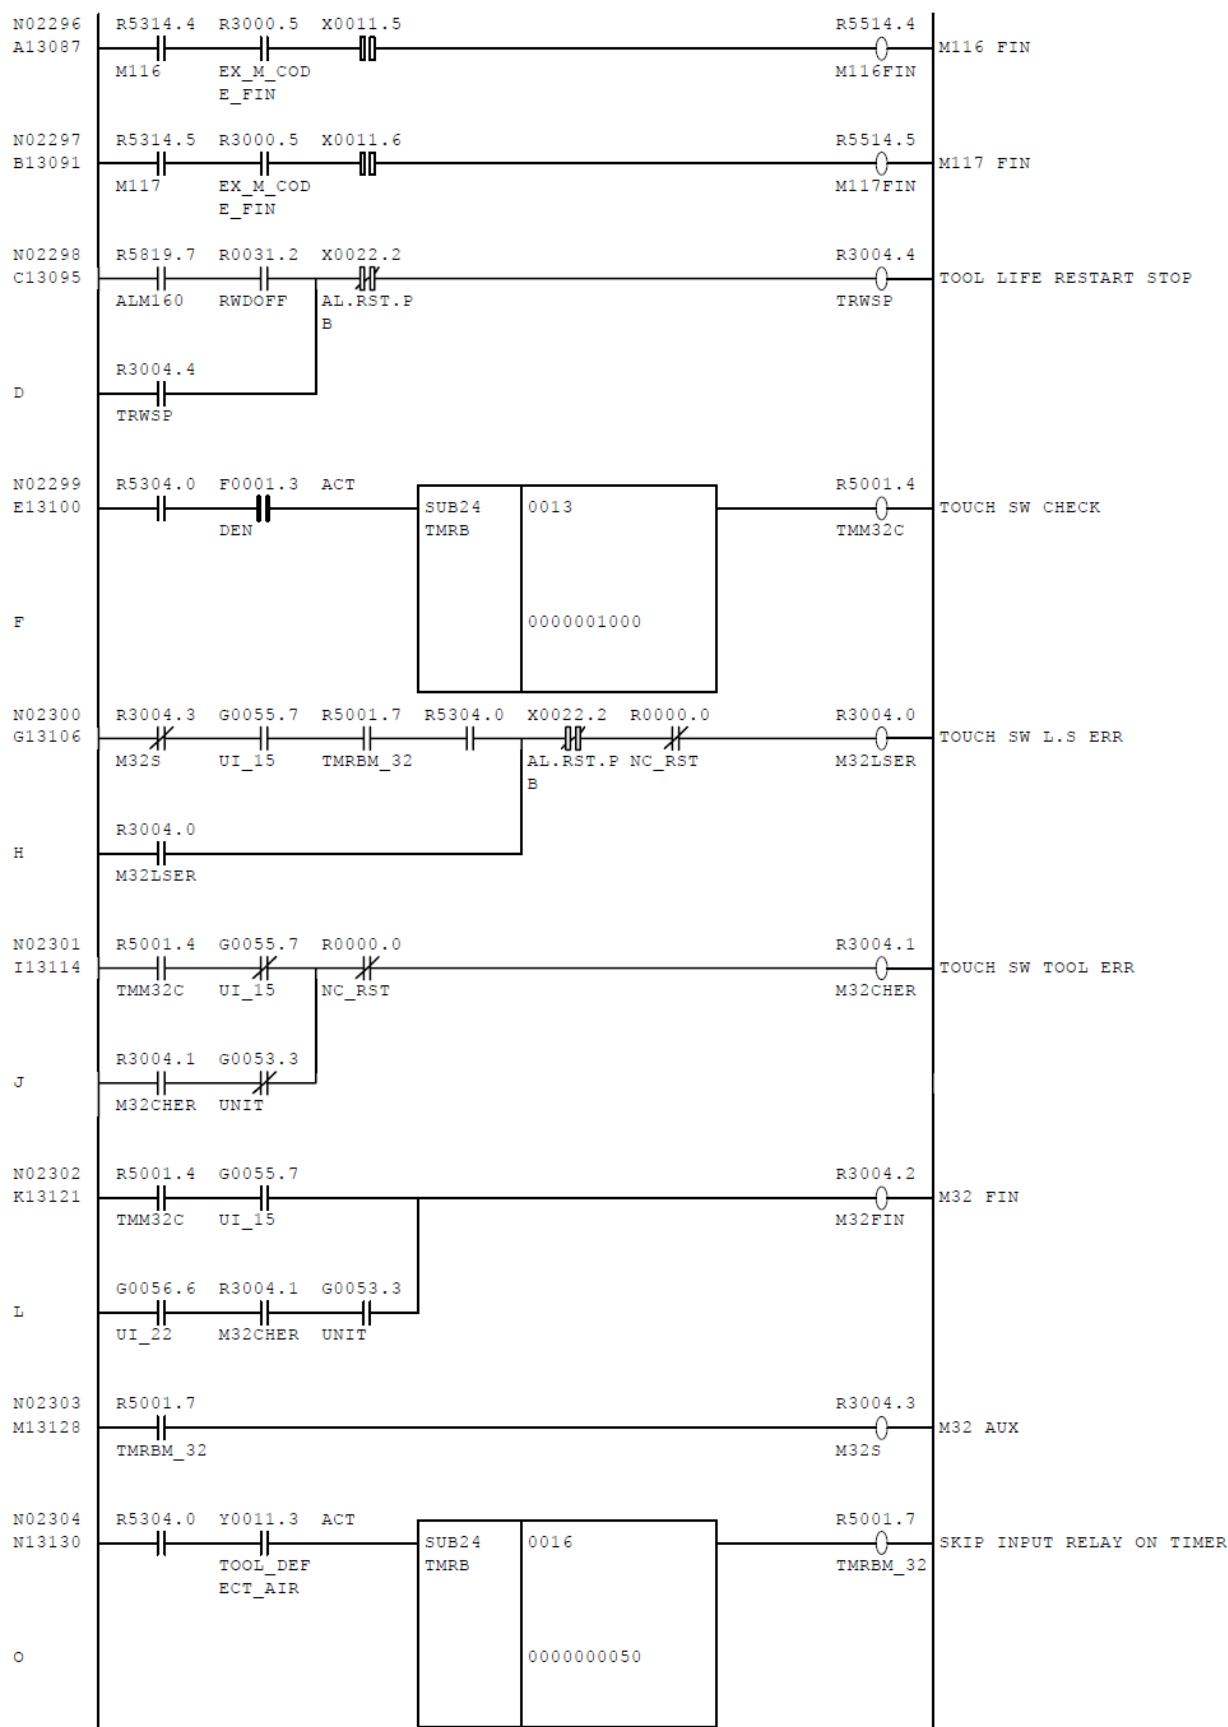 N02296 R5314.4 R3000.5 X0011.5 R5514.4
A13087 M116 FIN
M116 EX_M_COD M116FIN
E_FIN
N02297 R5314.5 R3000.5 X0011.6 R5514.5
B13091 M117 FIN
M117 EX_M_COD M117FIN
E_FIN
N02298 R5819.7 R0031.2 X0022.2 R3004.4
C13095 TOOL LIFE RESTART STOP
ALM160 RWDOFF AL.RST.P TRWSP
B
R3004.4
D
TRWSP
N02299 R5304.0 F0001.3 ACT R5001.4
E13100 SUB24 0013 TOUCH SW CHECK
DEN TMRB TMM32C
F 0000001000
N02300 R3004.3 G0055.7 R5001.7 R5304.0 X0022.2 R0000.0 R3004.0
G13106 TOUCH SW L.S ERR
M32S UI_15 TMRBM_32 AL.RST.P NC_RST M32LSER
B
R3004.0
H
M32LSER
N02301 R5001.4 G0055.7 R0000.0 R3004.1
I13114 TOUCH SW TOOL ERR
TMM32C UI_15 NC_RST M32CHER
R3004.1 G0053.3
J
M32CHER UNIT
N02302 R5001.4 G0055.7 R3004.2
K13121 M32 FIN
TMM32C UI_15 M32FIN
G0056.6 R3004.1 G0053.3
L
UI_22 M32CHER UNIT
N02303 R5001.7 R3004.3
M13128 M32 AUX
TMRBM_32 M32S
N02304 R5304.0 Y0011.3 ACT R5001.7
N13130 SUB24 0016 SKIP INPUT RELAY ON TIMER
TOOL_DEF TMRB TMRBM_32
ECT_AIR
O 0000000050